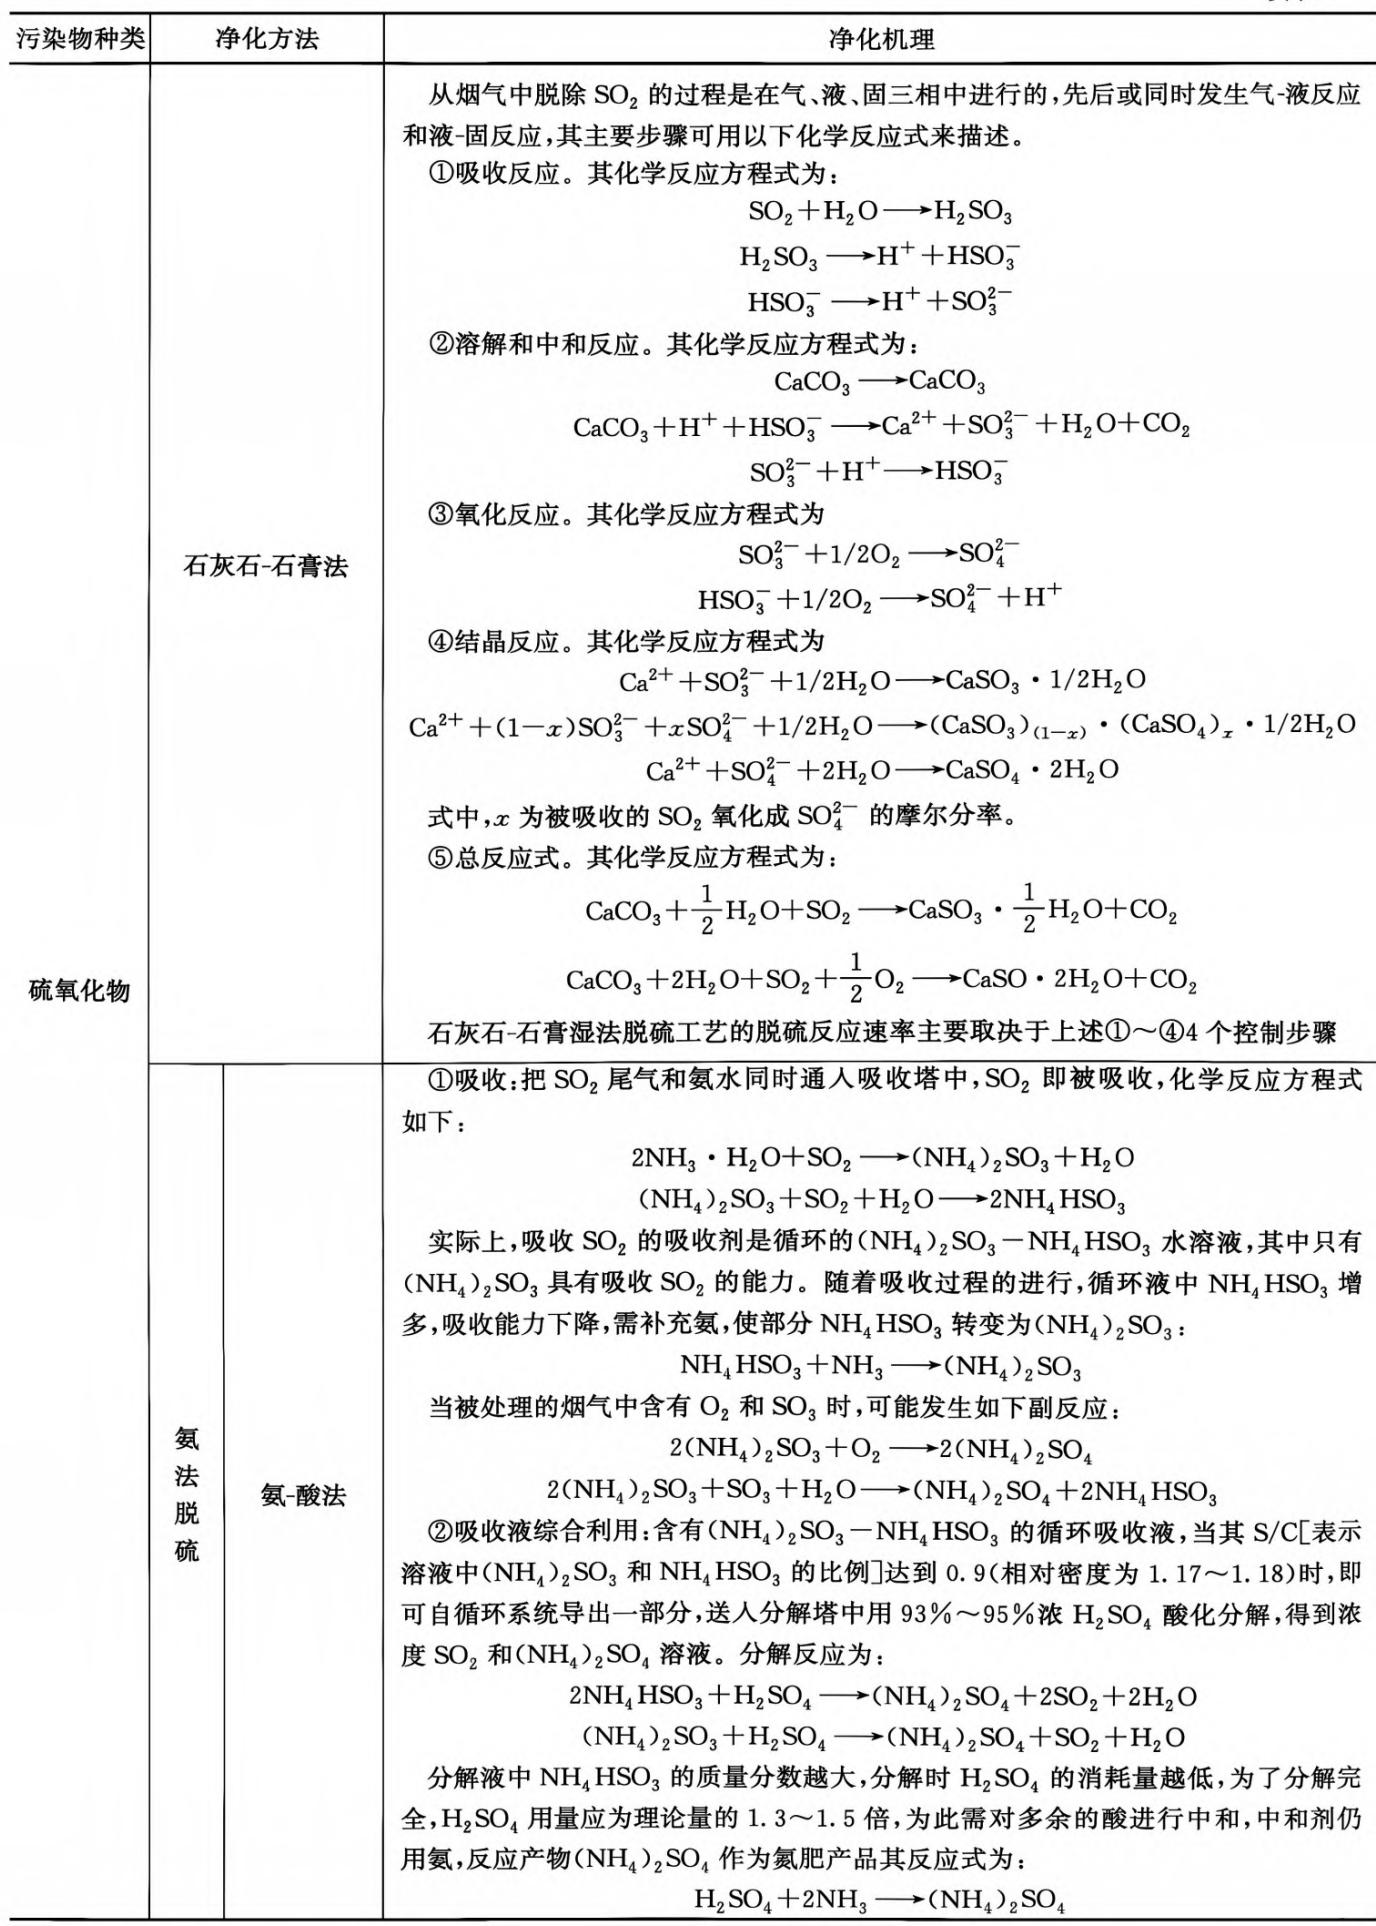 污染物种类 净化方法 净化机理
从烟气中脱除 SO₂ 的过程是在气、液、固三相中进行的,先后或同时发生气-液反应
和液-固反应,其主要步骤可用以下化学反应式来描述。
①吸收反应。其化学反应方程式为:
SO₂+H₂O⟶H₂SO₃
H₂SO₃⟶H⁺+HSO₃⁻
HSO₃⁻⟶H⁺+SO₃²⁻
②溶解和中和反应。其化学反应方程式为:
CaCO₃⟶CaCO₃
CaCO₃+H⁺+HSO₃⁻⟶Ca²⁺+SO₃²⁻+H₂O+CO₂
SO₃²⁻+H⁺⟶HSO₃⁻
③氧化反应。其化学反应方程式为
SO₃²⁻+1/2O₂⟶SO₄²⁻
HSO₃⁻+1/2O₂⟶SO₄²⁻+H⁺
④结晶反应。其化学反应方程式为
Ca²⁺+SO₃²⁻+1/2H₂O⟶CaSO₃·1/2H₂O
Ca²⁺+(1−x)SO₃²⁻+xSO₄²⁻+1/2H₂O⟶(CaSO₃)₍₁₋ₓ₎·(CaSO₄)ₓ·1/2H₂O
Ca²⁺+SO₄²⁻+2H₂O⟶CaSO₄·2H₂O
式中,x 为被吸收的 SO₂ 氧化成 SO₄²⁻ 的摩尔分率。
⑤总反应式。其化学反应方程式为:
CaCO₃+1/2H₂O+SO₂⟶CaSO₃·1/2H₂O+CO₂
CaCO₃+2H₂O+SO₂+1/2O₂⟶CaSO·2H₂O+CO₂
石灰石-石膏湿法脱硫工艺的脱硫反应速率主要取决于上述①～④4 个控制步骤
石灰石-石膏法
硫氧化物
①吸收:把 SO₂ 尾气和氨水同时通人吸收塔中,SO₂ 即被吸收,化学反应方程式
如下:
2NH₃·H₂O+SO₂⟶(NH₄)₂SO₃+H₂O
(NH₄)₂SO₃+SO₂+H₂O⟶2NH₄HSO₃
实际上,吸收 SO₂ 的吸收剂是循环的(NH₄)₂SO₃－NH₄HSO₃ 水溶液,其中只有
(NH₄)₂SO₃ 具有吸收 SO₂ 的能力。随着吸收过程的进行,循环液中 NH₄HSO₃ 增
多,吸收能力下降,需补充氨,使部分 NH₄HSO₃ 转变为(NH₄)₂SO₃:
NH₄HSO₃+NH₃⟶(NH₄)₂SO₃
当被处理的烟气中含有 O₂ 和 SO₃ 时,可能发生如下副反应:
2(NH₄)₂SO₃+O₂⟶2(NH₄)₂SO₄
2(NH₄)₂SO₃+SO₃+H₂O⟶(NH₄)₂SO₄+2NH₄HSO₃
②吸收液综合利用:含有(NH₄)₂SO₃－NH₄HSO₃ 的循环吸收液,当其 S/C[表示
溶液中(NH₄)₂SO₃ 和 NH₄HSO₃ 的比例]达到 0.9(相对密度为 1.17～1.18)时,即
可自循环系统导出一部分,送人分解塔中用 93%～95%浓 H₂SO₄ 酸化分解,得到浓
度 SO₂ 和(NH₄)₂SO₄ 溶液。分解反应为:
2NH₄HSO₃+H₂SO₄⟶(NH₄)₂SO₄+2SO₂+2H₂O
(NH₄)₂SO₃+H₂SO₄⟶(NH₄)₂SO₄+SO₂+H₂O
分解液中 NH₄HSO₃ 的质量分数越大,分解时 H₂SO₄ 的消耗量越低,为了分解完
全,H₂SO₄ 用量应为理论量的 1.3～1.5 倍,为此需对多余的酸进行中和,中和剂仍
用氨,反应产物(NH₄)₂SO₄ 作为氮肥产品其反应式为:
H₂SO₄+2NH₃⟶(NH₄)₂SO₄
氨
法
脱
硫
氨-酸法